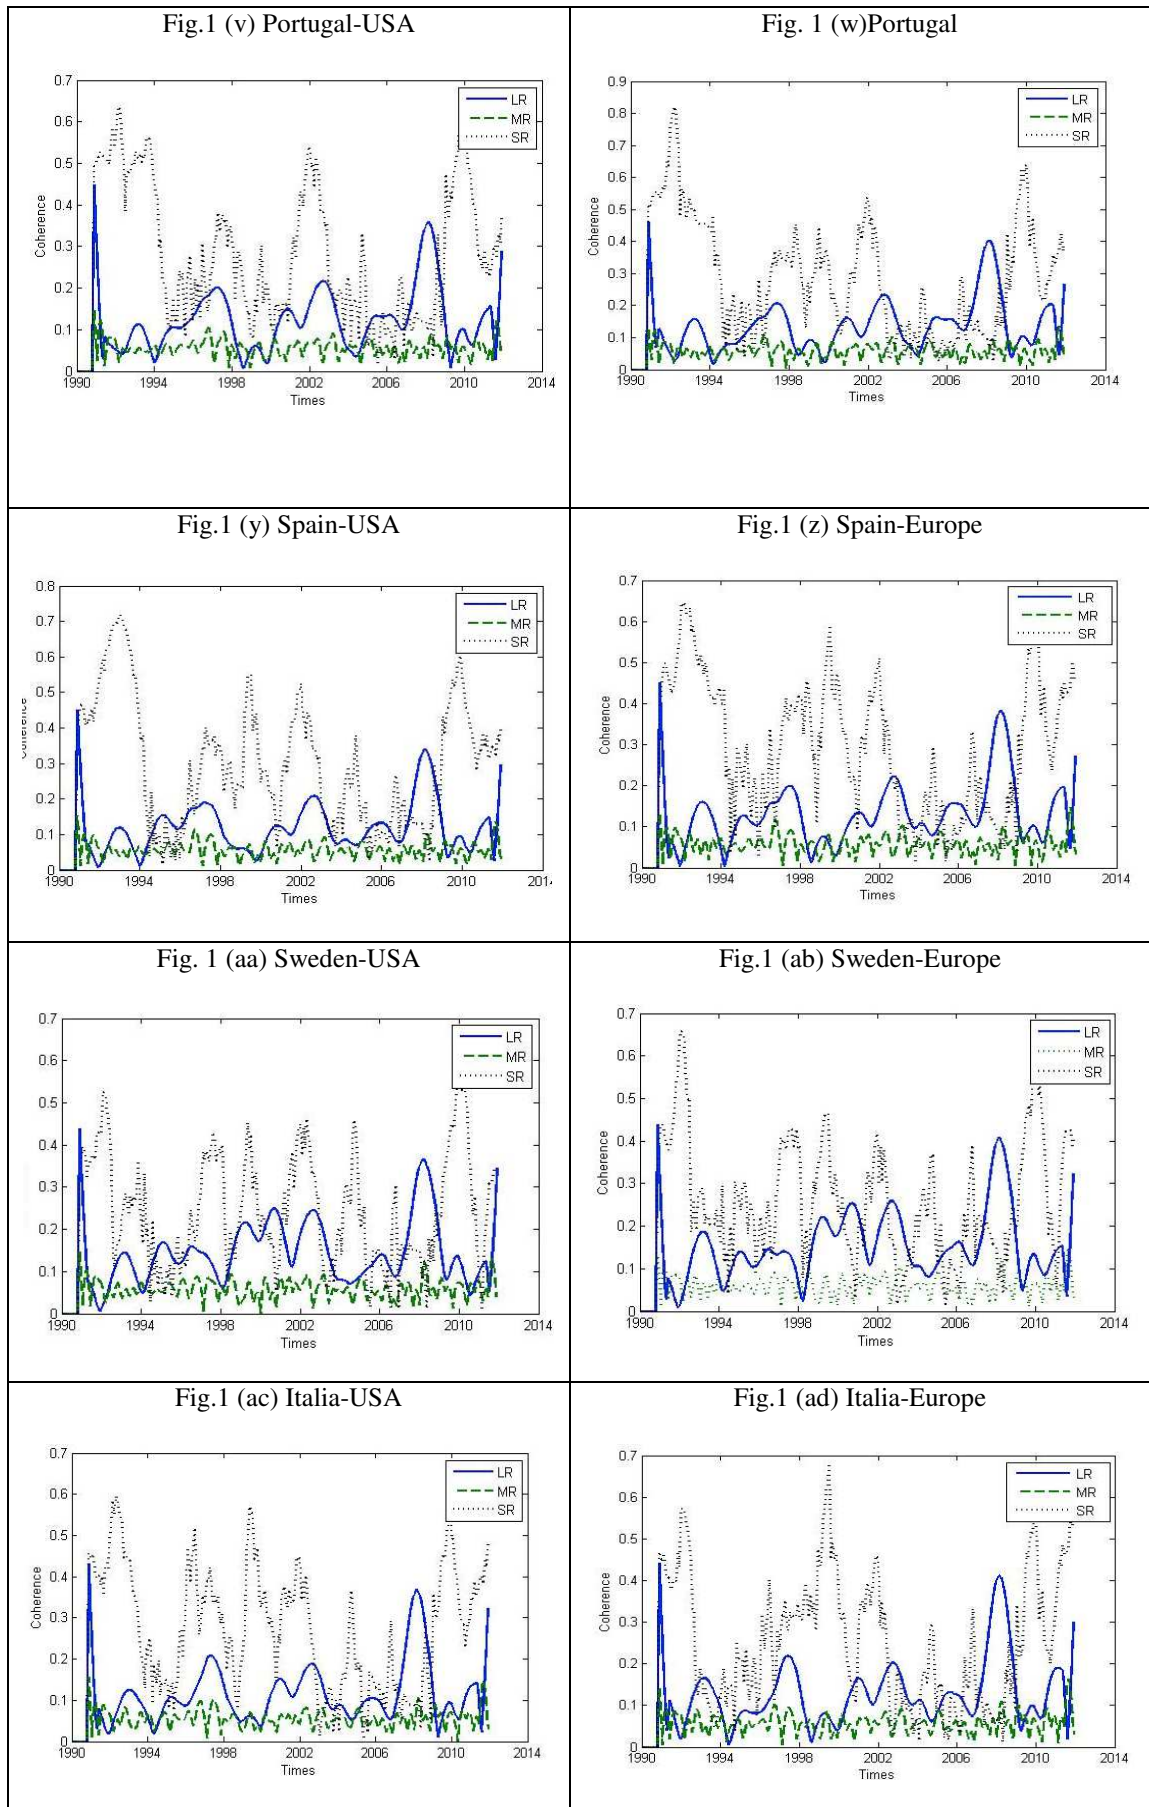 Fig.1 (v) Portugal-USA
0.7
0.6
0.5
0.4
0.3
0.2
0.1
0
Coherence
LR
MR
SR
1990 1994 1998 2002 2006 2010 2014
Times
Fig. 1 (w)Portugal
0.9
0.8
0.7
0.6
0.5
0.4
0.3
0.2
0.1
0
Coherence
LR
MR
SR
1990 1994 1998 2002 2006 2010 2014
Times
Fig.1 (y) Spain-USA
0.8
0.7
0.6
0.5
0.4
0.3
0.2
0.1
0
Coherence
LR
MR
SR
1990 1994 1998 2002 2006 2010 2014
Times
Fig.1 (z) Spain-Europe
0.7
0.6
0.5
0.4
0.3
0.2
0.1
0
Coherence
LR
MR
SR
1990 1994 1998 2002 2006 2010 2014
Times
Fig. 1 (aa) Sweden-USA
0.7
0.6
0.5
0.4
0.3
0.2
0.1
0
LR
MR
SR
1990 1994 1998 2002 2006 2010 2014
Times
Fig.1 (ab) Sweden-Europe
0.7
0.6
0.5
0.4
0.3
0.2
0.1
0
Coherence
LR
MR
SR
1990 1994 1998 2002 2006 2010 2014
Times
Fig.1 (ac) Italia-USA
0.7
0.6
0.5
0.4
0.3
0.2
0.1
0
Coherence
LR
MR
SR
1990 1994 1998 2002 2006 2010 2014
Times
Fig.1 (ad) Italia-Europe
0.7
0.6
0.5
0.4
0.3
0.2
0.1
0
Coherence
LR
MR
SR
1990 1994 1998 2002 2006 2010 2014
Times